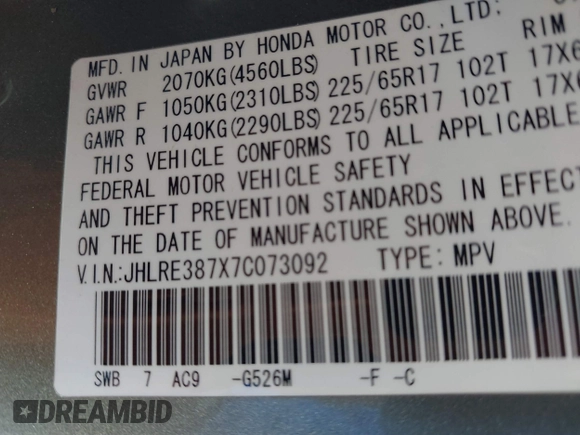 MFD. IN JAPAN BY HONDA MOTOR CO., LTD:
GVWR 2070KG(4560LBS) TIRE SIZE RIM
GAWR F 1050KG(2310LBS) 225/65R17 102T 17X6
GAWR R 1040KG(2290LBS) 225/65R17 102T 17X6
THIS VEHICLE CONFORMS TO ALL APPLICABLE
FEDERAL MOTOR VEHICLE SAFETY
AND THEFT PREVENTION STANDARDS IN EFFECT
ON THE DATE OF MANUFACTURE SHOWN ABOVE.
V.I.N.:JHLRE387X7C073092 TYPE: MPV
SWB 7 AC9 -G526M -F -C
DREAMBID